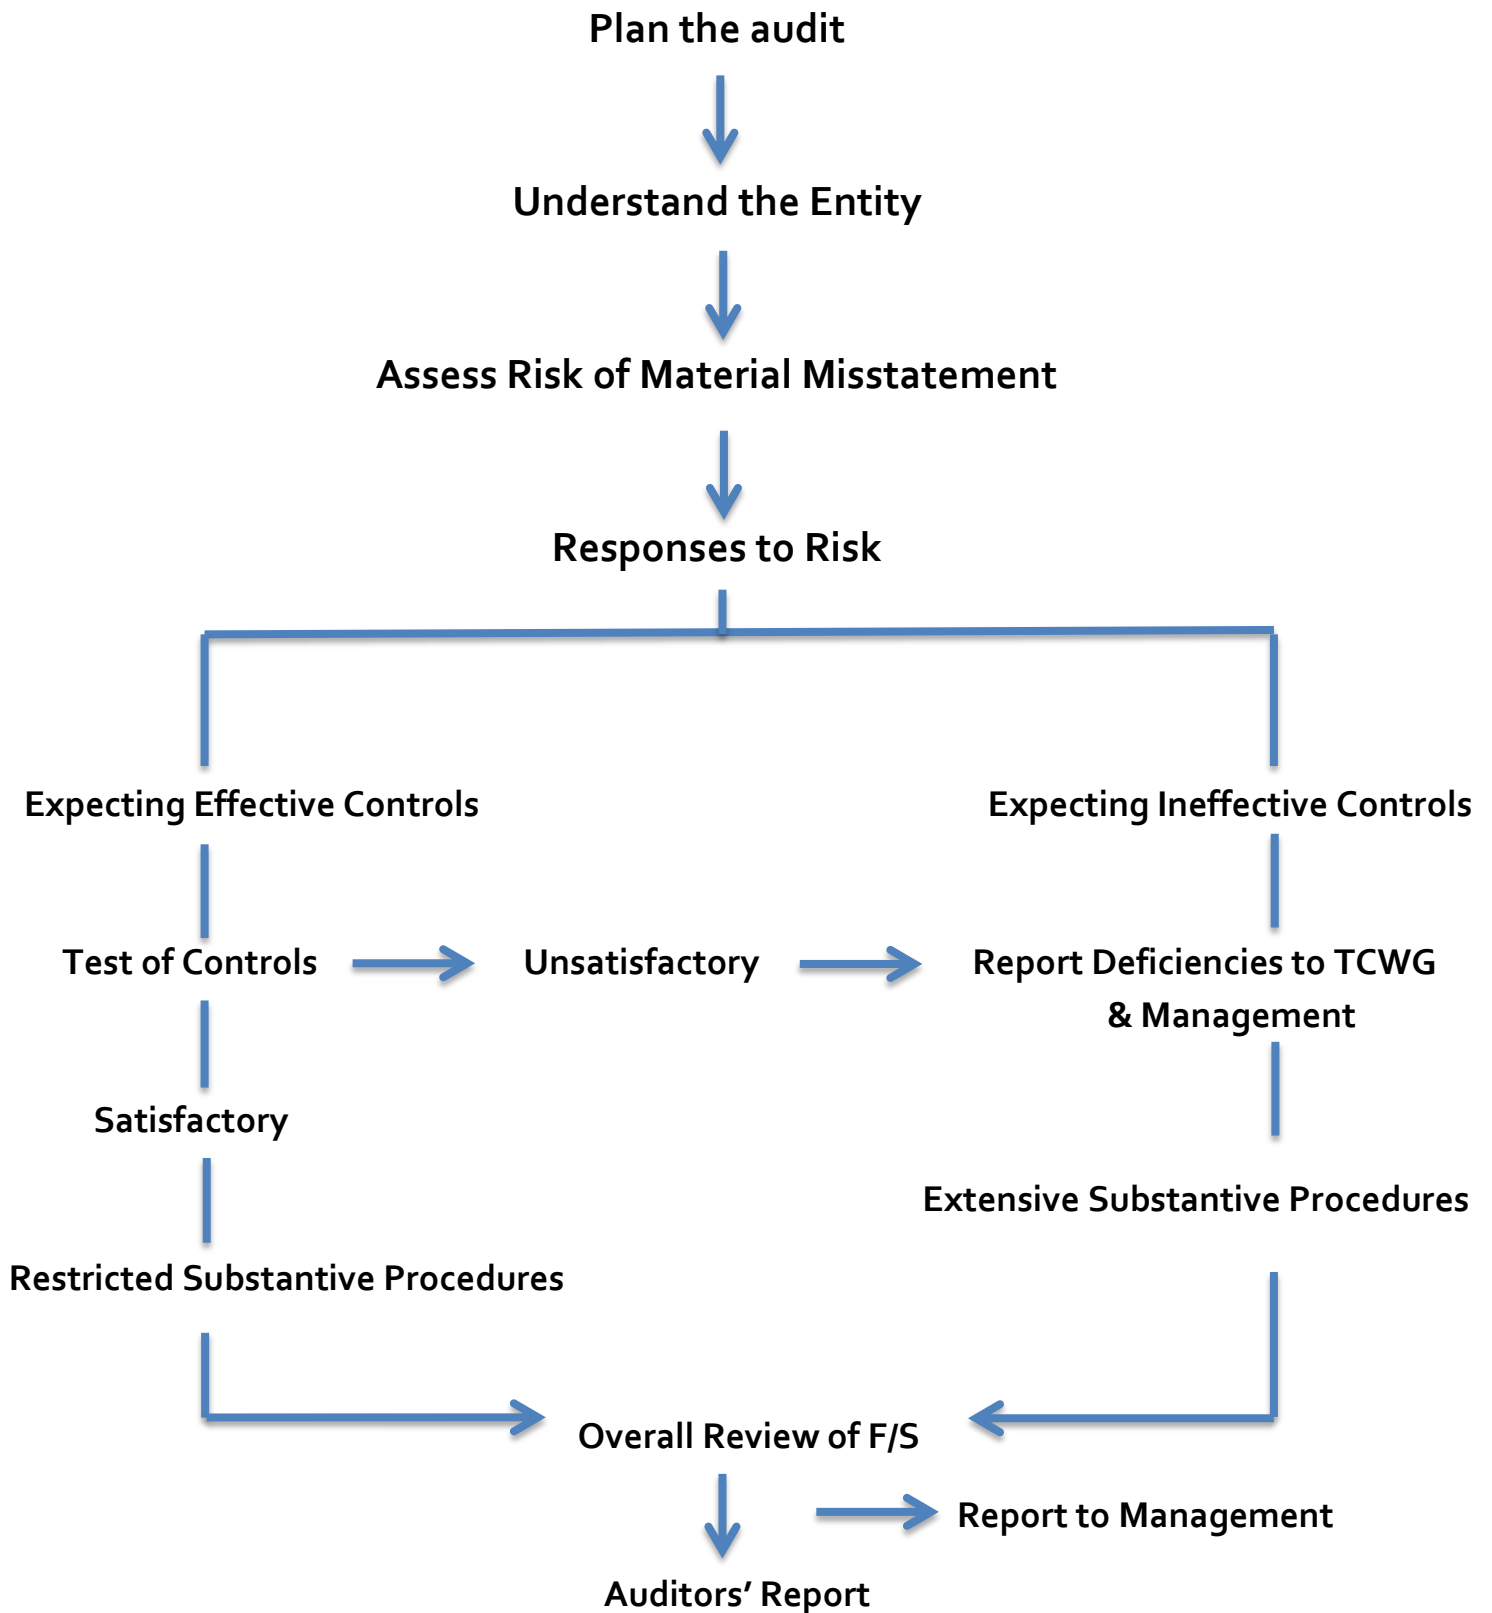 Plan the audit
Understand the Entity
Assess Risk of Material Misstatement
Responses to Risk
Expecting Effective Controls
Expecting Ineffective Controls
Test of Controls
Unsatisfactory
Report Deficiencies to TCWG
& Management
Satisfactory
Extensive Substantive Procedures
Restricted Substantive Procedures
Overall Review of F/S
Report to Management
Auditors’ Report